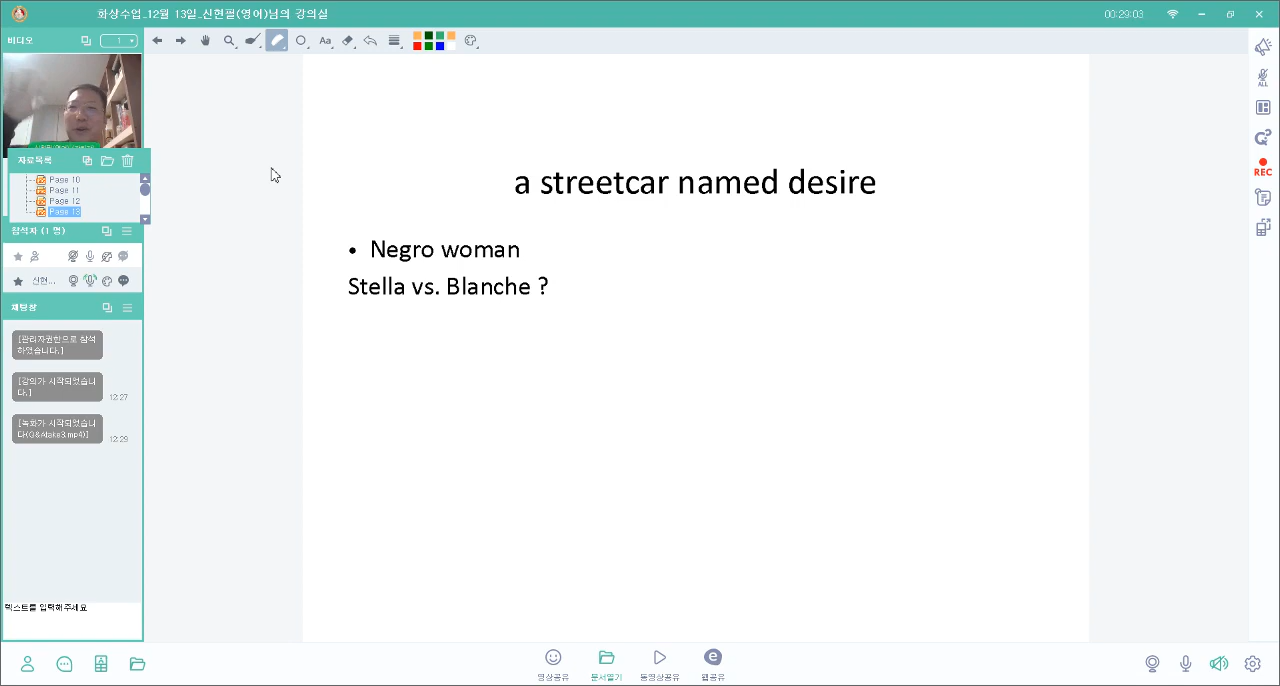 화상수업_12월 13일_신현필(영어)님의 강의실
00:29:03
비디오
1
Aa
자료목록
Page 10
Page 11
Page 12
Page 13
참석자 (1 명)
신현...
채팅창
[관리자권한으로 참석
하였습니다.]
[강의가 시작되었습니
다.]
12:27
[녹화가 시작되었습니
다(Q&Atake3.mp4)]
12:29
텍스트를 입력해주세요
a streetcar named desire
• Negro woman
Stella vs. Blanche ?
ALL
REC
영상공유
문서열기
동영상공유
웹공유